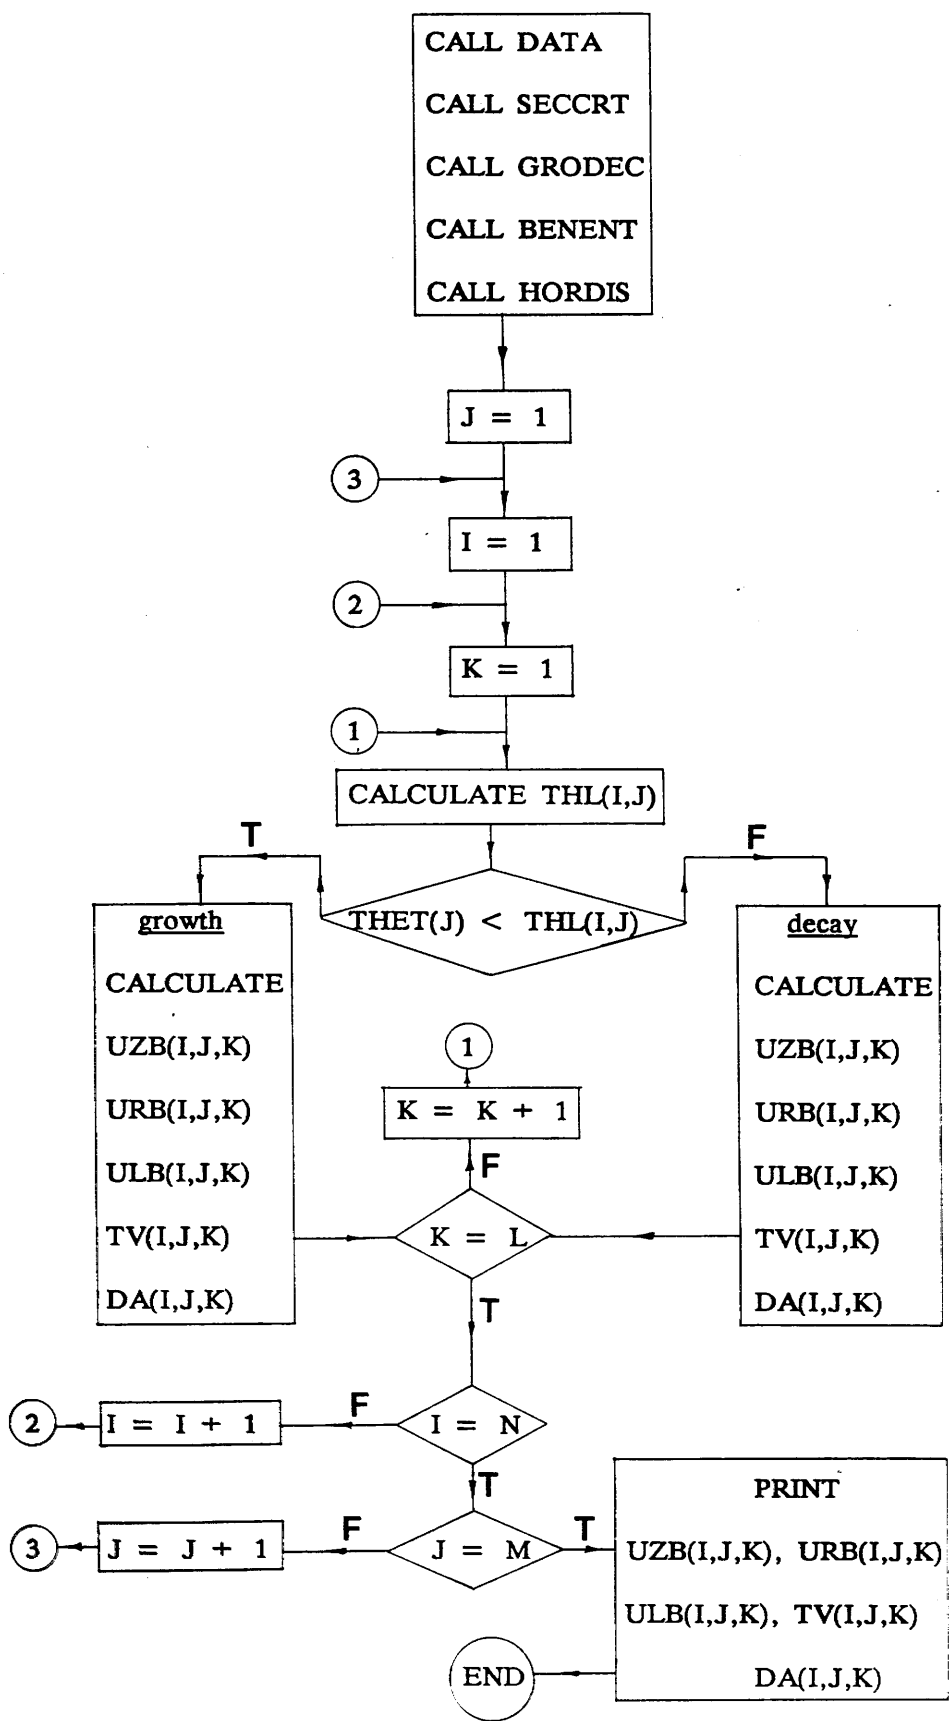 CALL DATA
CALL SECCRT
CALL GRODEC
CALL BENENT
CALL HORDIS
J = 1
3
I = 1
2
K = 1
1
CALCULATE THL(I,J)
T
F
THET(J) < THL(I,J)
growth
CALCULATE
UZB(I,J,K)
URB(I,J,K)
ULB(I,J,K)
TV(I,J,K)
DA(I,J,K)
decay
CALCULATE
UZB(I,J,K)
URB(I,J,K)
ULB(I,J,K)
TV(I,J,K)
DA(I,J,K)
1
K = K + 1
F
K = L
T
2
I = I + 1
F
I = N
T
3
J = J + 1
F
J = M
T
PRINT
UZB(I,J,K), URB(I,J,K)
ULB(I,J,K), TV(I,J,K)
DA(I,J,K)
END